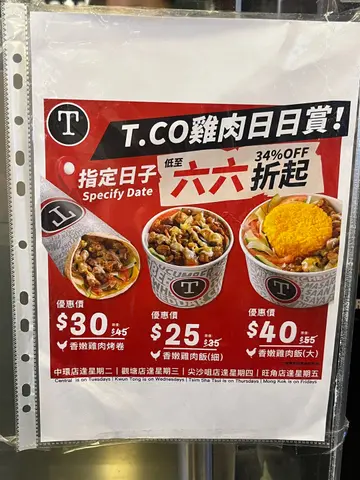 T
T.CO雞肉日日賞!
指定日子
Specify Date
低至
六六
34%OFF
折起
T
T
T
優惠價
$30 $45
香嫩雞肉烤卷
優惠價
$25 $35
香嫩雞肉飯(細)
優惠價
$40 $55
香嫩雞肉飯(大)
中環店逢星期二 | 觀塘店逢星期三 | 尖沙咀店逢星期四 | 旺角店逢星期五
Central is on Tuesdays | Kwun Tong is on Wednesdays | Tsim Sha Tsui is on Thursdays | Mong Kok is on Fridays